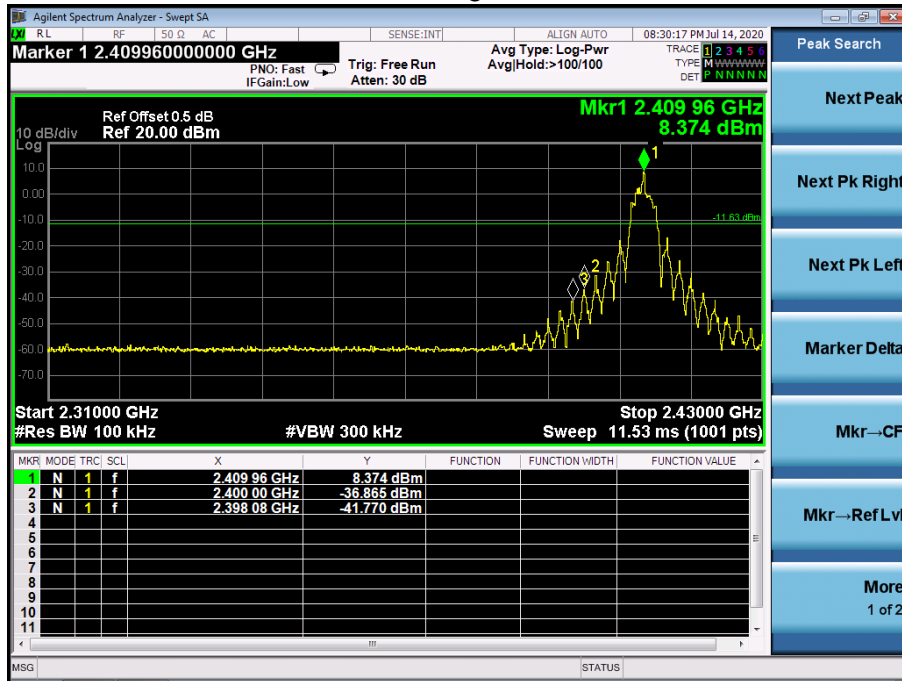 Agilent Spectrum Analyzer - Swept SA
LXI RL RF 50 Ω AC SENSE:INT ALIGN AUTO 08:30:17 PM Jul 14, 2020
Marker 1 2.409960000000 GHz
PNO: Fast
IFGain:Low
Trig: Free Run
Atten: 30 dB
Avg Type: Log-Pwr
Avg|Hold:>100/100
TRACE 1 2 3 4 5 6
TYPE M WWWWW
DET P N N N N N
Peak Search
Next Peak
Next Pk Right
Next Pk Left
Marker Delta
Mkr→CF
Mkr→Ref Lvl
More
1 of 2
Mkr1 2.409 96 GHz
8.374 dBm
Ref Offset 0.5 dB
10 dB/div Ref 20.00 dBm
Log
10.0
0.00
-10.0
-20.0
-30.0
-40.0
-50.0
-60.0
-70.0
1
-11.63 dBm
2
3
Start 2.31000 GHz Stop 2.43000 GHz
#Res BW 100 kHz #VBW 300 kHz Sweep 11.53 ms (1001 pts)
MKR MODE TRC SCL X Y FUNCTION FUNCTION WIDTH FUNCTION VALUE
1 N 1 f 2.409 96 GHz 8.374 dBm
2 N 1 f 2.400 00 GHz -36.865 dBm
3 N 1 f 2.398 08 GHz -41.770 dBm
4
5
6
7
8
9
10
11
MSG STATUS